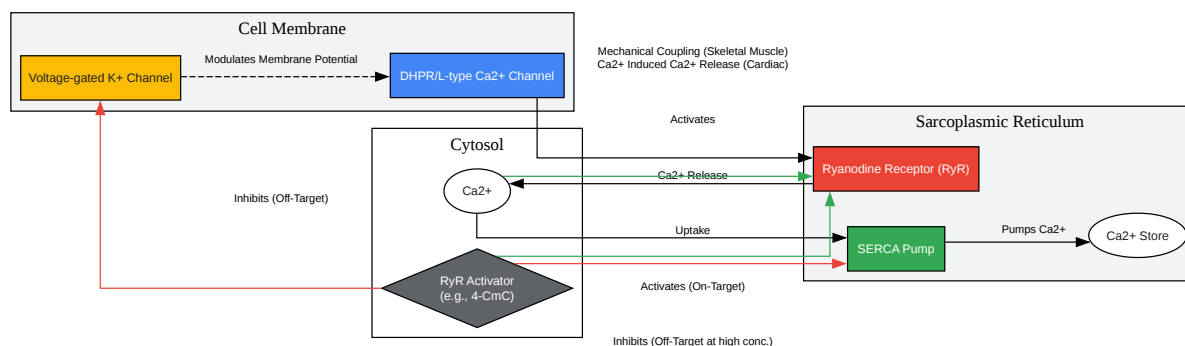 Cell Membrane
Voltage-gated K+ Channel
Modulates Membrane Potential
DHPR/L-type Ca2+ Channel
Mechanical Coupling (Skeletal Muscle)
Ca2+ Induced Ca2+ Release (Cardiac)
Activates
Sarcoplasmic Reticulum
Cytosol
Ryanodine Receptor (RyR)
Ca2+ Release
Ca2+
Inhibits (Off-Target)
Uptake
Pumps Ca2+
Ca2+ Store
SERCA Pump
RyR Activator
(e.g., 4-CmC)
Activates (On-Target)
Inhibits (Off-Target at high conc.)